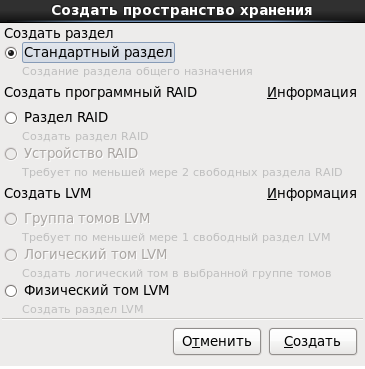 Создать пространство хранения
Создать раздел
Стандартный раздел
Создание раздела общего назначения
Создать программный RAID Информация
Раздел RAID
Создать раздел RAID
Устройство RAID
Требует по меньшей мере 2 свободных раздела RAID
Создать LVM Информация
Группа томов LVM
Требует по меньшей мере 1 свободный раздел LVM
Логический том LVM
Создать логический том в выбранной группе томов
Физический том LVM
Создать раздел LVM
Отменить Создать